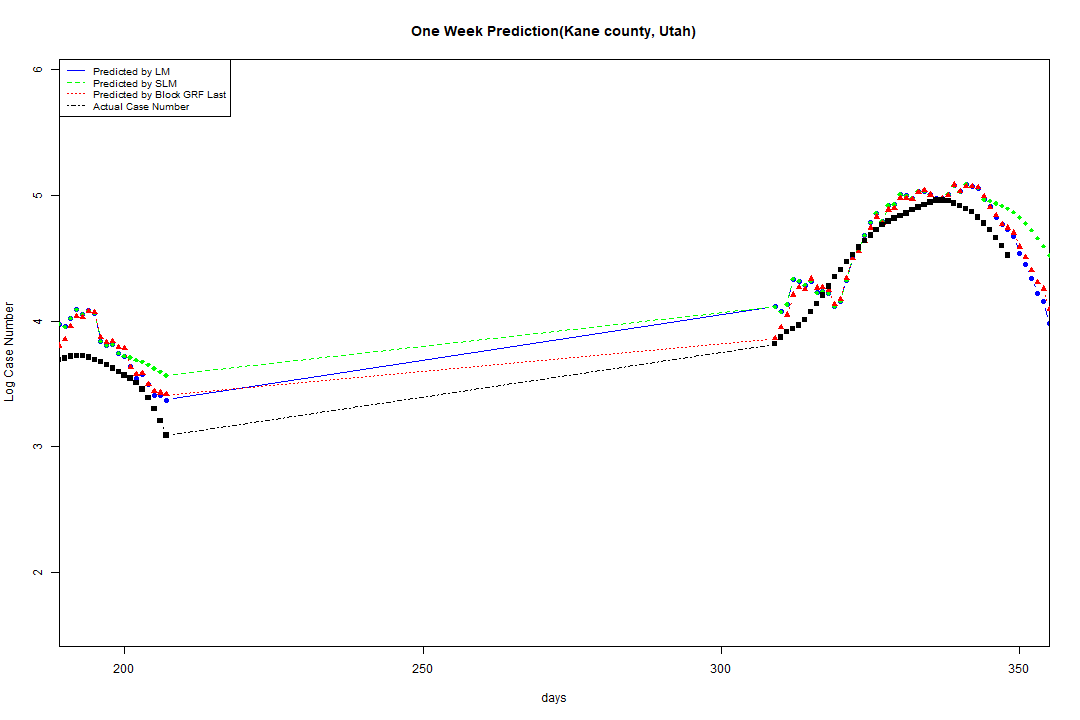 One Week Prediction(Kane county, Utah)
Predicted by LM
Predicted by SLM
Predicted by Block GRF Last
Actual Case Number
6
5
4
3
2
Log Case Number
200 250 300 350
days